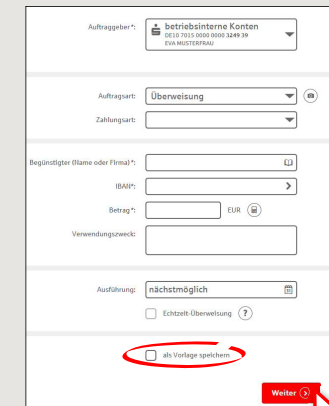 Auftraggeber*:
betriebsinterne Konten
DE10 7015 0000 0000 3249 39
EVA MUSTERFRAU
Auftragsart:
Überweisung
Zahlungsart:
Begünstigter (Name oder Firma)*:
IBAN*:
Betrag*:
EUR
Verwendungszweck:
Ausführung:
nächstmöglich
Echtzeit-Überweisung ?
als Vorlage speichern
Weiter